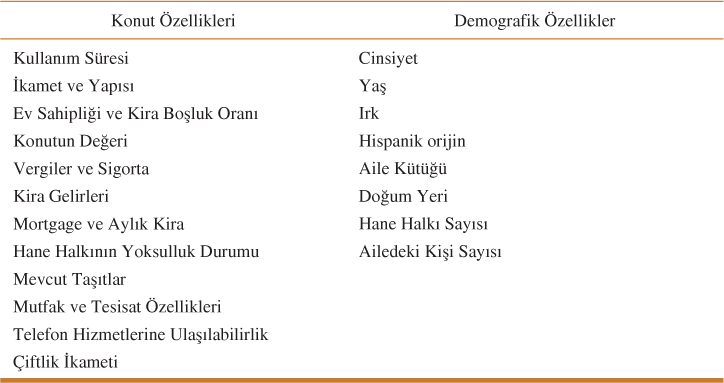 Konut Özellikleri Demografik Özellikler
Kullanım Süresi Cinsiyet
İkamet ve Yapısı Yaş
Ev Sahipliği ve Kira Boşluk Oranı Irk
Konutun Değeri Hispanik orijin
Vergiler ve Sigorta Aile Kütüğü
Kira Gelirleri Doğum Yeri
Mortgage ve Aylık Kira Hane Halkı Sayısı
Hane Halkının Yoksulluk Durumu Ailedeki Kişi Sayısı
Mevcut Taşıtlar
Mutfak ve Tesisat Özellikleri
Telefon Hizmetlerine Ulaşılabilirlik
Çiftlik İkameti